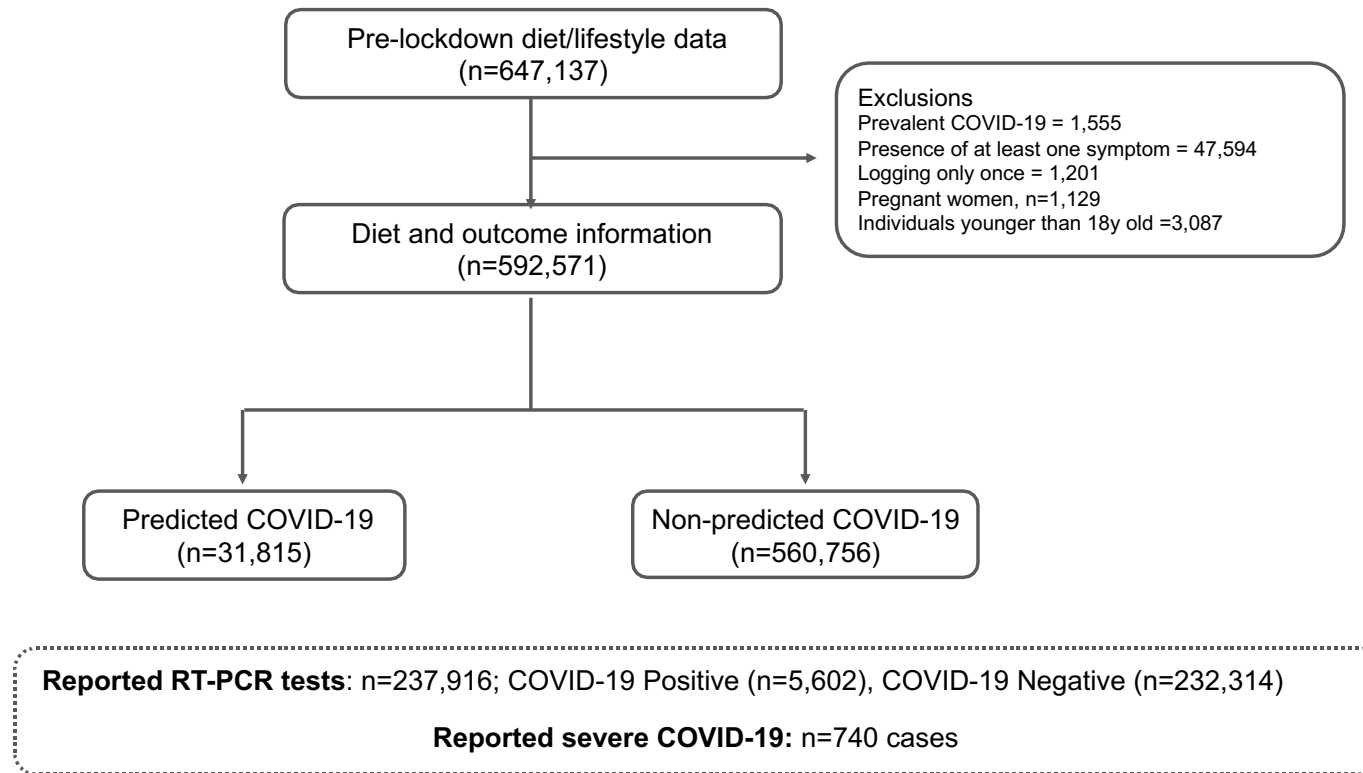 Pre-lockdown diet/lifestyle data
(n=647,137)
Exclusions
Prevalent COVID-19 = 1,555
Presence of at least one symptom = 47,594
Logging only once = 1,201
Pregnant women, n=1,129
Individuals younger than 18y old =3,087
Diet and outcome information
(n=592,571)
Predicted COVID-19
(n=31,815)
Non-predicted COVID-19
(n=560,756)
Reported RT-PCR tests: n=237,916; COVID-19 Positive (n=5,602), COVID-19 Negative (n=232,314)
Reported severe COVID-19: n=740 cases